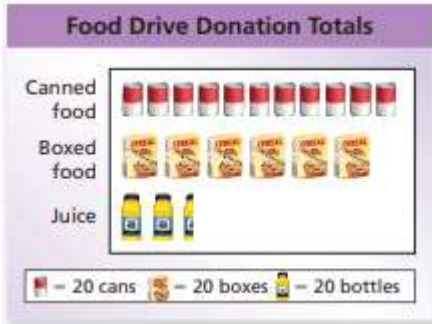 Food Drive Donation Totals
Canned
food
Boxed
food
Juice
= 20 cans = 20 boxes = 20 bottles